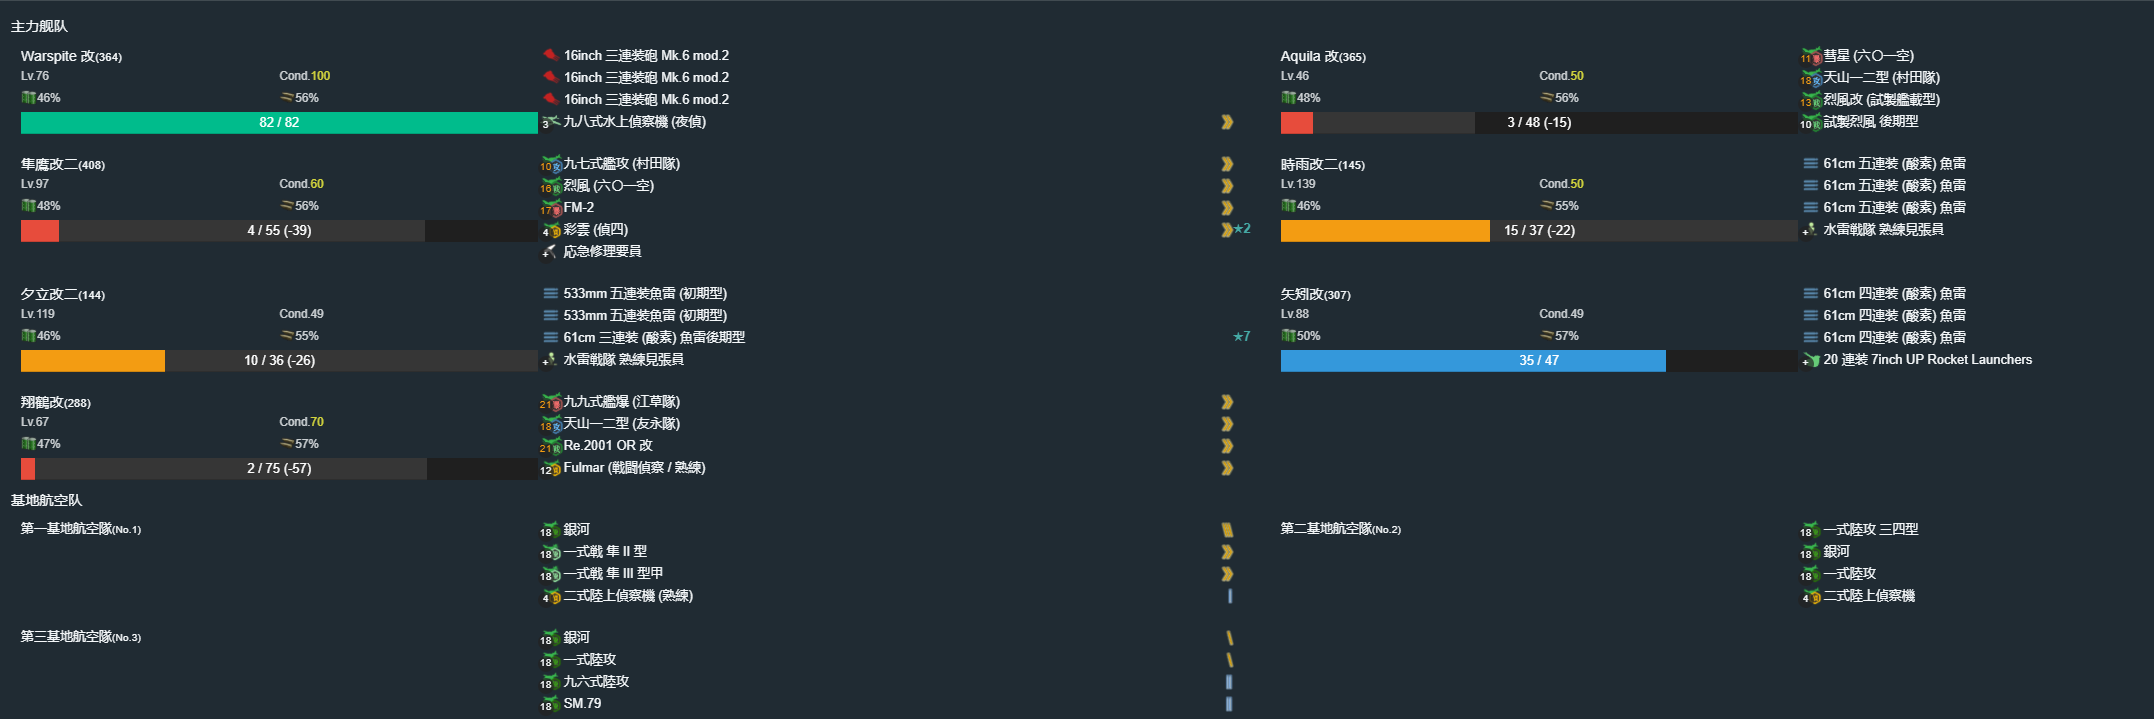 主力舰队
Warspite 改(364)
Lv.76 Cond.100
46% 56%
82 / 82
16inch 三連装砲 Mk.6 mod.2
16inch 三連装砲 Mk.6 mod.2
16inch 三連装砲 Mk.6 mod.2
3 九八式水上偵察機 (夜偵)
Aquila 改(365)
Lv.46 Cond.50
48% 56%
3 / 48 (-15)
11 彗星 (六〇一空)
18 天山一二型 (村田隊)
13 烈風改 (試製艦載型)
10 試製烈風 後期型
隼鷹改二(408)
Lv.97 Cond.60
48% 56%
4 / 55 (-39)
10 九七式艦攻 (村田隊)
16 烈風 (六〇一空)
17 FM-2
4 彩雲 (偵四) ★2
+ 応急修理要員
時雨改二(145)
Lv.139 Cond.50
46% 55%
15 / 37 (-22)
61cm 五連装 (酸素) 魚雷
61cm 五連装 (酸素) 魚雷
61cm 五連装 (酸素) 魚雷
+ 水雷戦隊 熟練見張員
夕立改二(144)
Lv.119 Cond.49
46% 55%
10 / 36 (-26)
533mm 五連装魚雷 (初期型)
533mm 五連装魚雷 (初期型)
61cm 三連装 (酸素) 魚雷後期型 ★7
+ 水雷戦隊 熟練見張員
矢矧改(307)
Lv.88 Cond.49
50% 57%
35 / 47
61cm 四連装 (酸素) 魚雷
61cm 四連装 (酸素) 魚雷
61cm 四連装 (酸素) 魚雷
+ 20 連装 7inch UP Rocket Launchers
翔鶴改(288)
Lv.67 Cond.70
47% 57%
2 / 75 (-57)
21 九九式艦爆 (江草隊)
18 天山一二型 (友永隊)
21 Re.2001 OR 改
12 Fulmar (戦闘偵察 / 熟練)
基地航空队
第一基地航空隊(No.1)
18 銀河
18 一式戦 隼 II 型
18 一式戦 隼 III 型甲
4 二式陸上偵察機 (熟練)
第二基地航空隊(No.2)
18 一式陸攻 三四型
18 銀河
18 一式陸攻
4 二式陸上偵察機
第三基地航空隊(No.3)
18 銀河
18 一式陸攻
18 九六式陸攻
18 SM.79